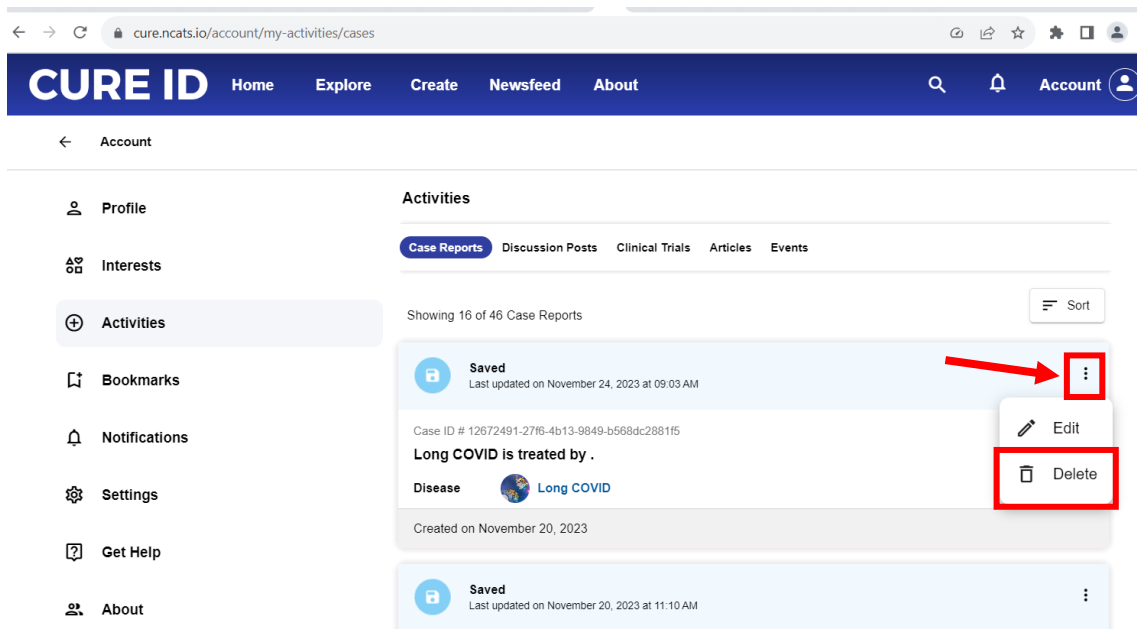 cure.ncats.io/account/my-activities/cases
CURE ID Home Explore Create Newsfeed About Account
Account
Profile
Interests
Activities
Bookmarks
Notifications
Settings
Get Help
About
Activities
Case Reports Discussion Posts Clinical Trials Articles Events
Showing 16 of 46 Case Reports
Sort
Saved
Last updated on November 24, 2023 at 09:03 AM
Edit
Delete
Case ID # 12672491-27f6-4b13-9849-b568dc2881f5
Long COVID is treated by .
Disease Long COVID
Created on November 20, 2023
Saved
Last updated on November 20, 2023 at 11:10 AM